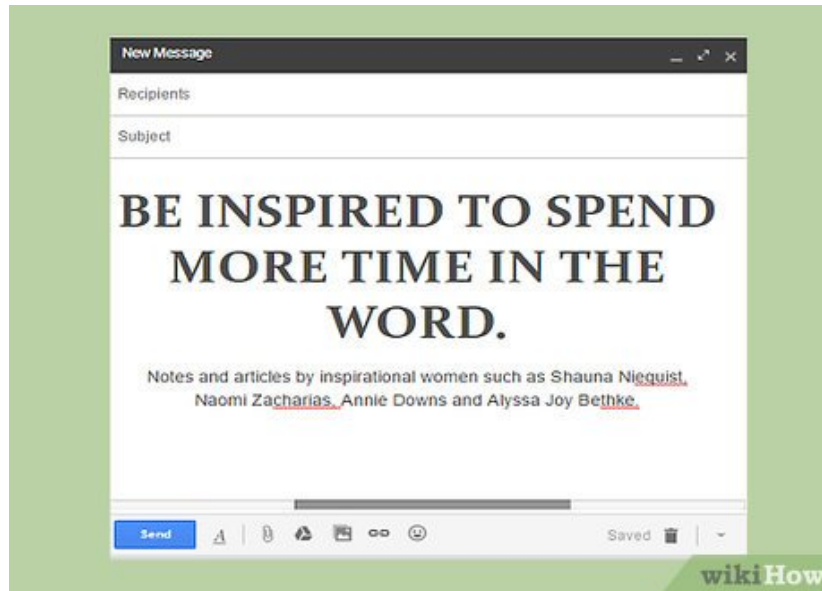 New Message
Recipients
Subject
BE INSPIRED TO SPEND
MORE TIME IN THE
WORD.
Notes and articles by inspirational women such as Shauna Niequist,
Naomi Zacharias, Annie Downs and Alyssa Joy Bethke.
Send A Saved
wikiHow